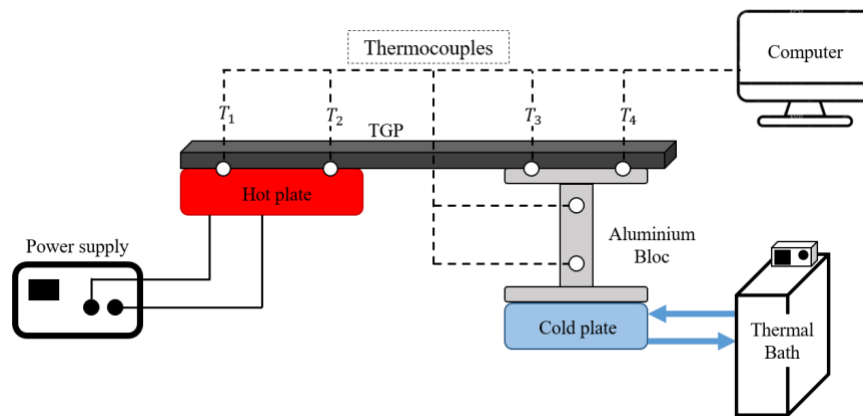 Thermocouples
Computer
T₁
T₂
T₃
T₄
TGP
Hot plate
Power supply
Aluminium
Bloc
Cold plate
Thermal
Bath